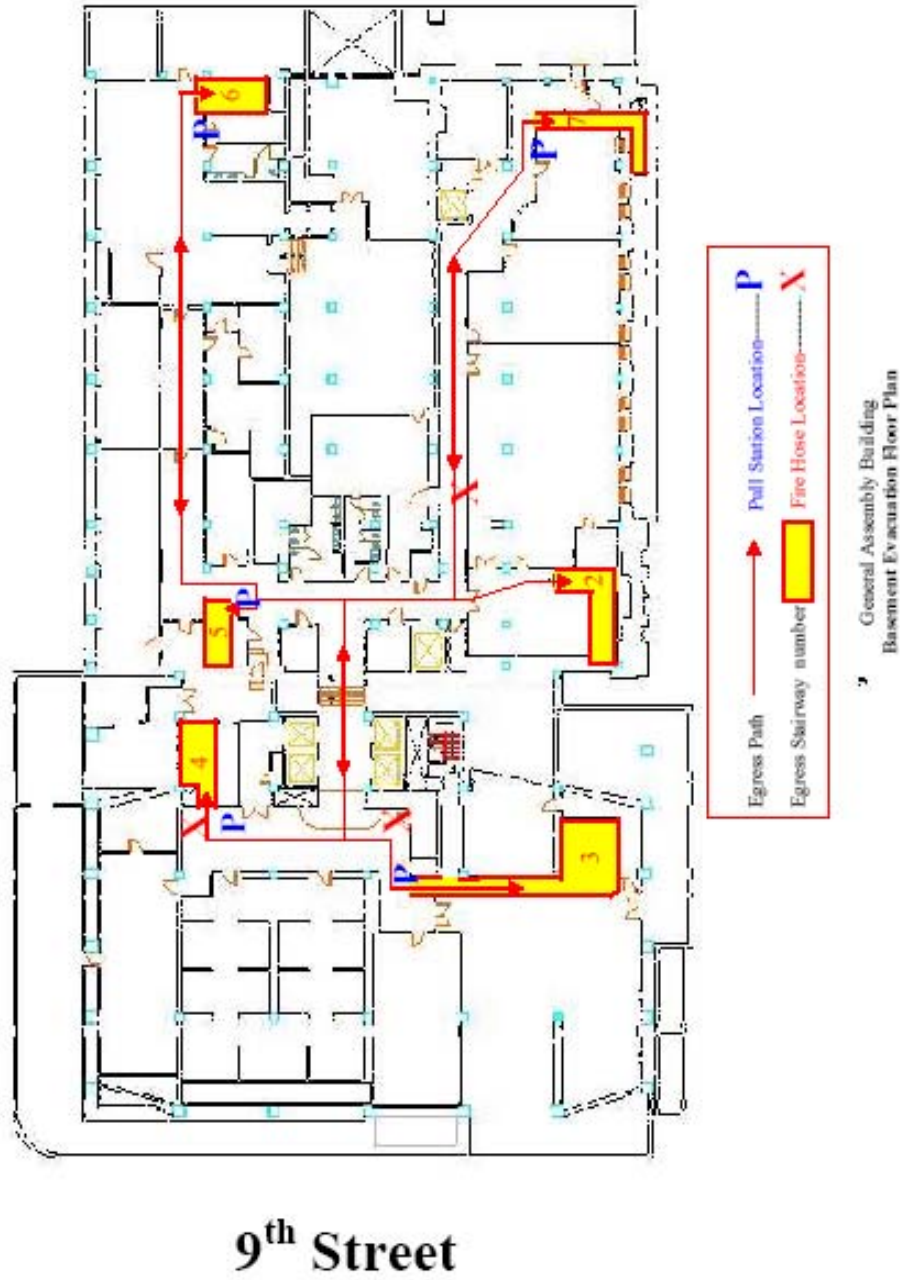 6
P
7
P
P
5
2
4
X
X
P
X
P
3
Egress Path Pull Station Location-------P
Egress Stairway number Fire Hose Location--------X
General Assembly Building
Basement Evacuation Floor Plan
9th Street